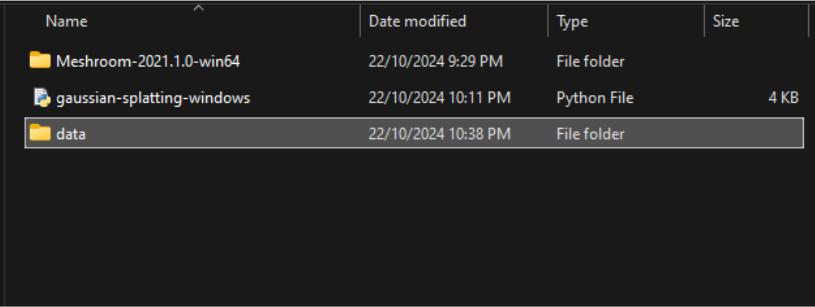 Name Date modified Type Size
Meshroom-2021.1.0-win64 22/10/2024 9:29 PM File folder
gaussian-splatting-windows 22/10/2024 10:11 PM Python File 4 KB
data 22/10/2024 10:38 PM File folder